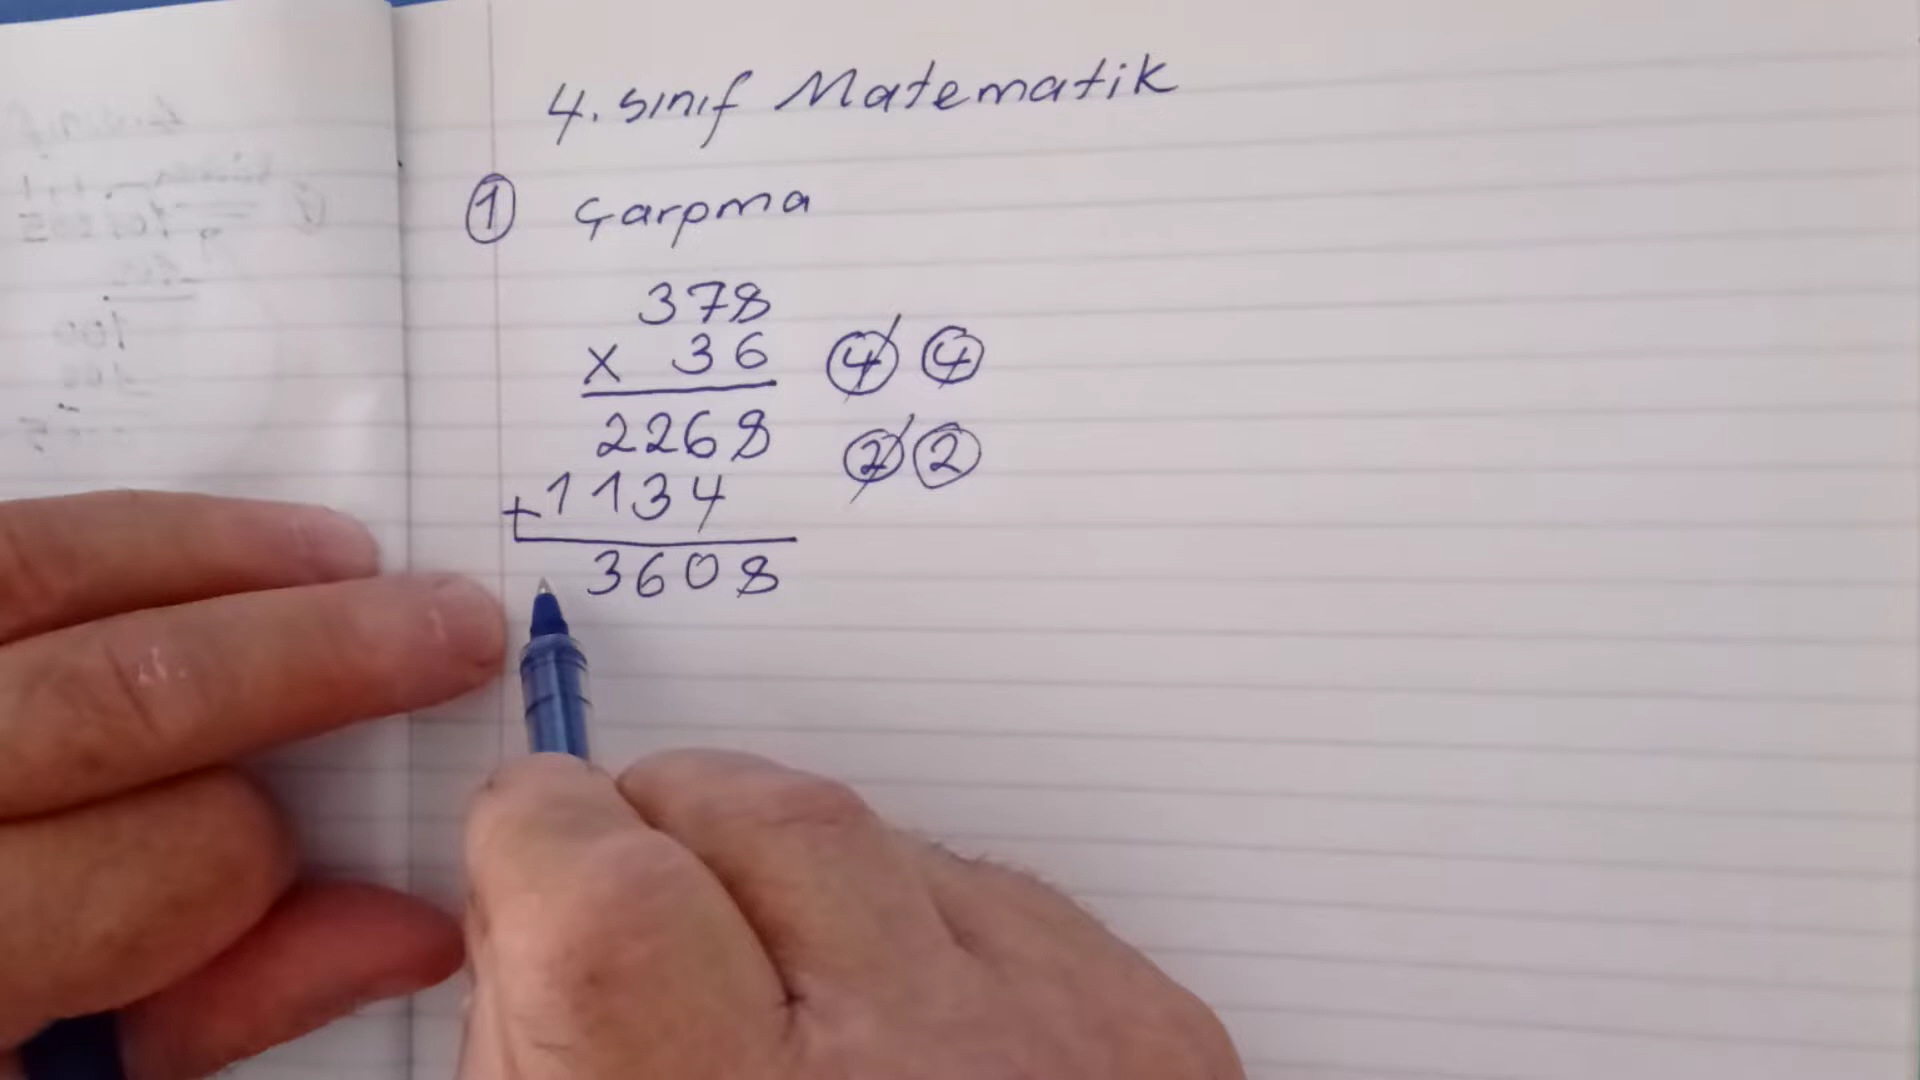 4. sınıf Matematik
① Çarpma
378
x 36 ④ ④
2268 ② ②
+1134
3608